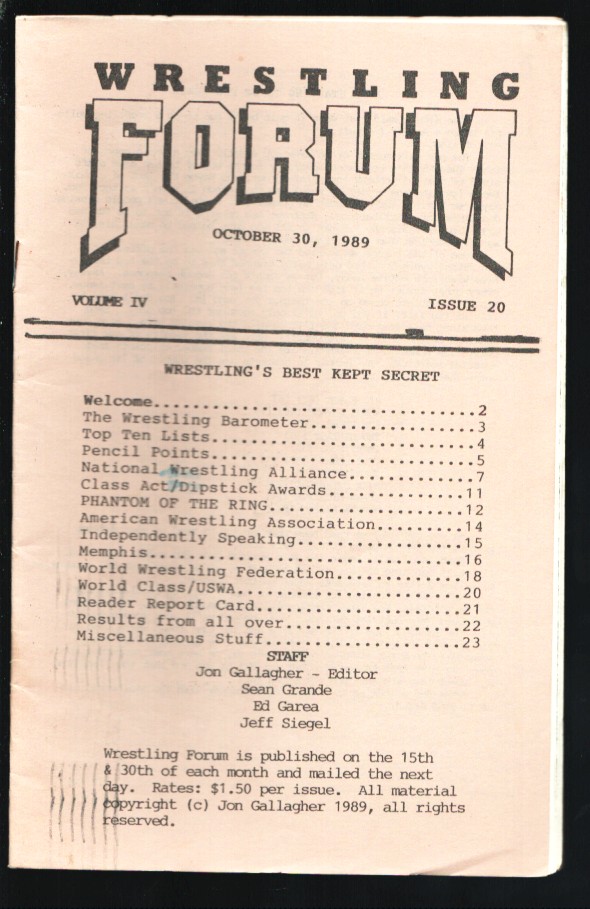 WRESTLING
FORUM
OCTOBER 30, 1989
VOLUME IV ISSUE 20
WRESTLING'S BEST KEPT SECRET
Welcome........................................2
The Wrestling Barometer....................3
Top Ten Lists................................4
Pencil Points................................5
National Wrestling Alliance...............7
Class Act/Dipstick Awards................11
PHANTOM OF THE RING.......................12
American Wrestling Association.........14
Independently Speaking...................15
Memphis.....................................16
World Wrestling Federation..............18
World Class/USWA..........................20
Reader Report Card........................21
Results from all over....................22
Miscellaneous Stuff.......................23
STAFF
Jon Gallagher - Editor
Sean Grande
Ed Garea
Jeff Siegel
Wrestling Forum is published on the 15th
& 30th of each month and mailed the next
day. Rates: $1.50 per issue. All material
copyright (c) Jon Gallagher 1989, all rights
reserved.